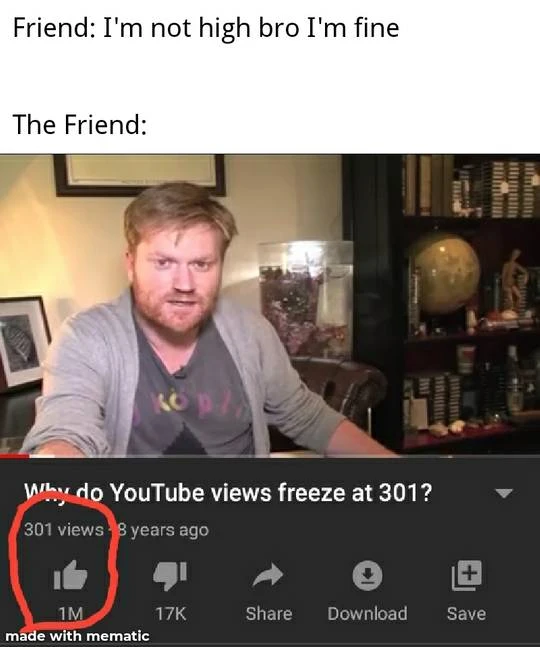 Friend: I'm not high bro I'm fine
The Friend:
Why do YouTube views freeze at 301?
301 views · 8 years ago
1M
17K
Share
Download
Save
made with mematic